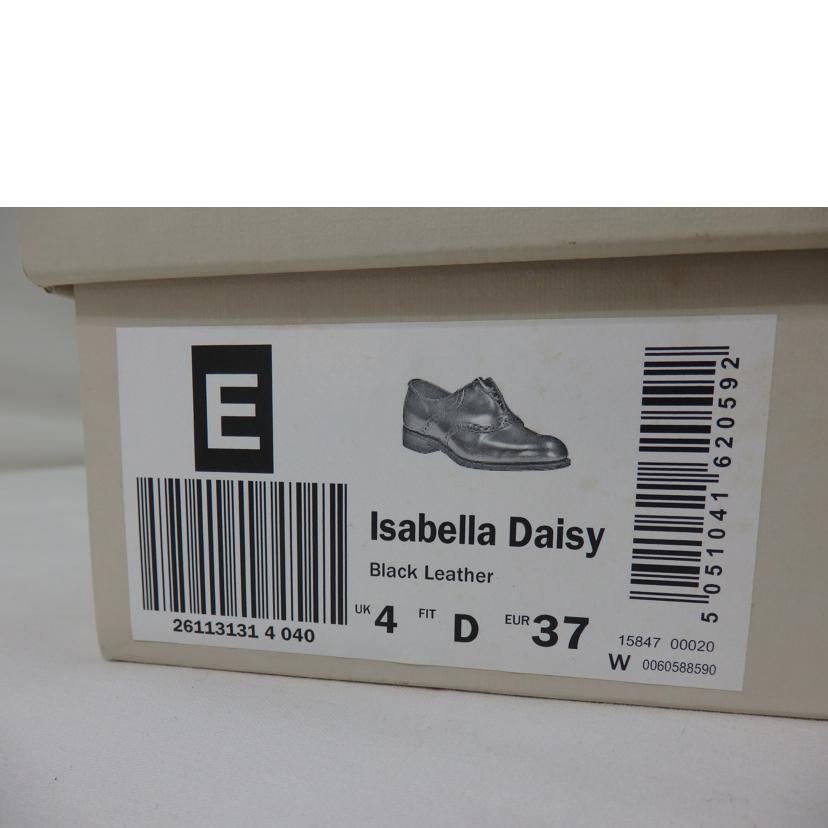 E
26113131 4 040
Isabella Daisy
Black Leather
UK 4 FIT D EUR 37
5 051041 620592
15847 00020
W 0060588590